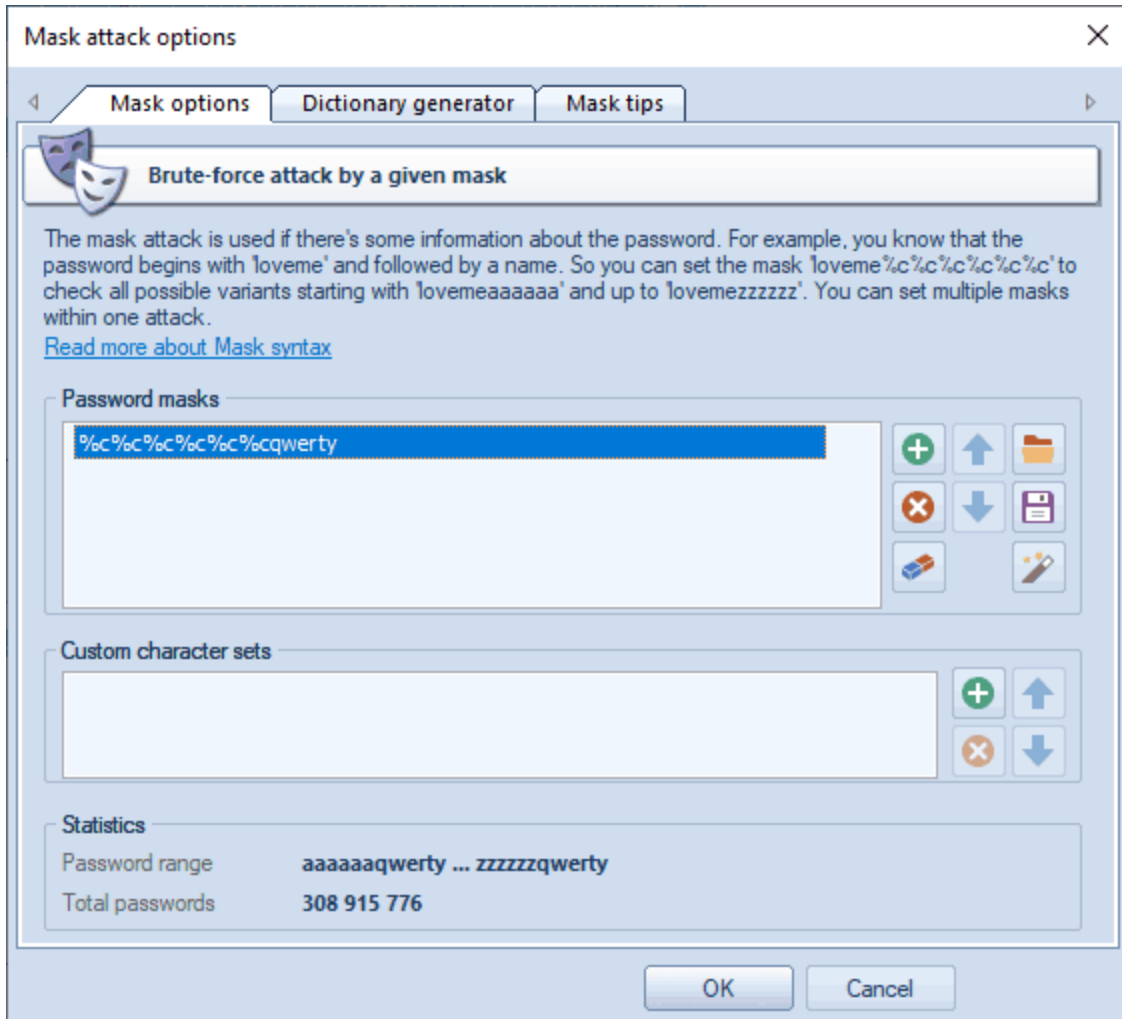 Mask attack options
Mask options
Dictionary generator
Mask tips
Brute-force attack by a given mask
The mask attack is used if there's some information about the password. For example, you know that the
password begins with 'loveme' and followed by a name. So you can set the mask 'loveme%c%c%c%c%c%c' to
check all possible variants starting with 'lovemeaaaaaa' and up to 'lovemezzzzzz'. You can set multiple masks
within one attack.
Read more about Mask syntax
Password masks
%c%c%c%c%c%cqwerty
Custom character sets
Statistics
Password range aaaaaaqwerty ... zzzzzzqwerty
Total passwords 308 915 776
OK
Cancel